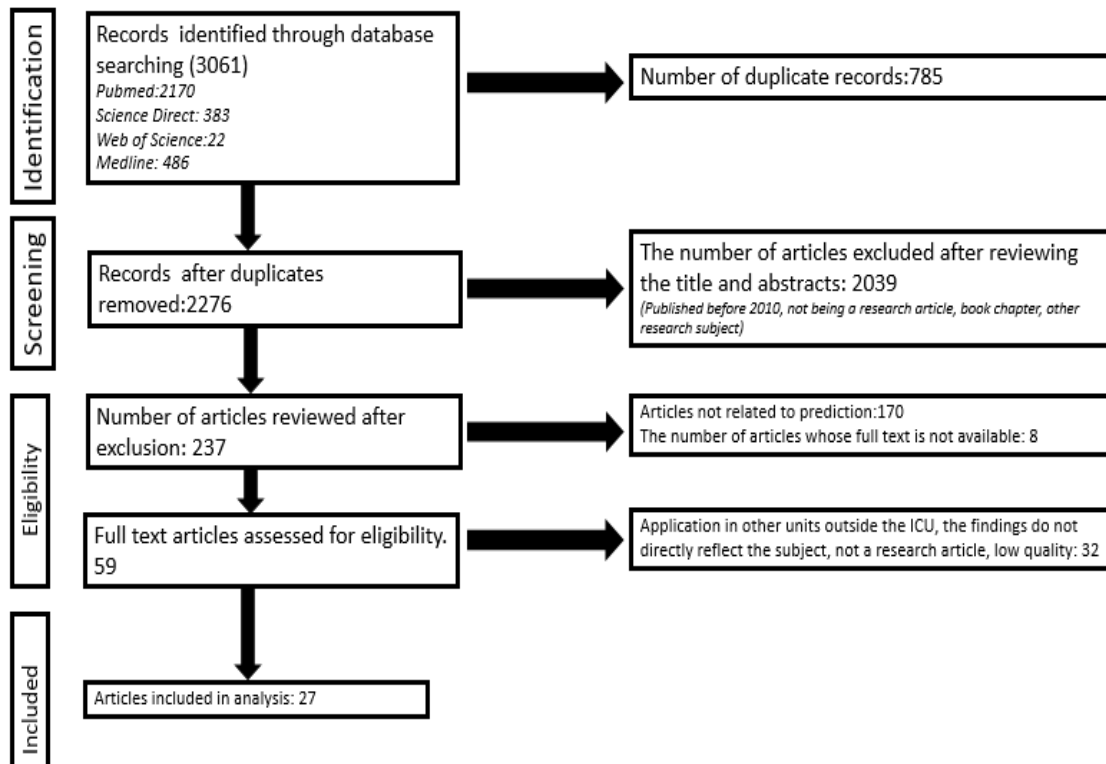 Identification
Records identified through database
searching (3061)
Pubmed:2170
Science Direct: 383
Web of Science:22
Medline: 486
Number of duplicate records:785
Screening
Records after duplicates
removed:2276
The number of articles excluded after reviewing
the title and abstracts: 2039
(Published before 2010, not being a research article, book chapter, other
research subject)
Eligibility
Number of articles reviewed after
exclusion: 237
Articles not related to prediction:170
The number of articles whose full text is not available: 8
Full text articles assessed for eligibility.
59
Application in other units outside the ICU, the findings do not
directly reflect the subject, not a research article, low quality: 32
Included
Articles included in analysis: 27